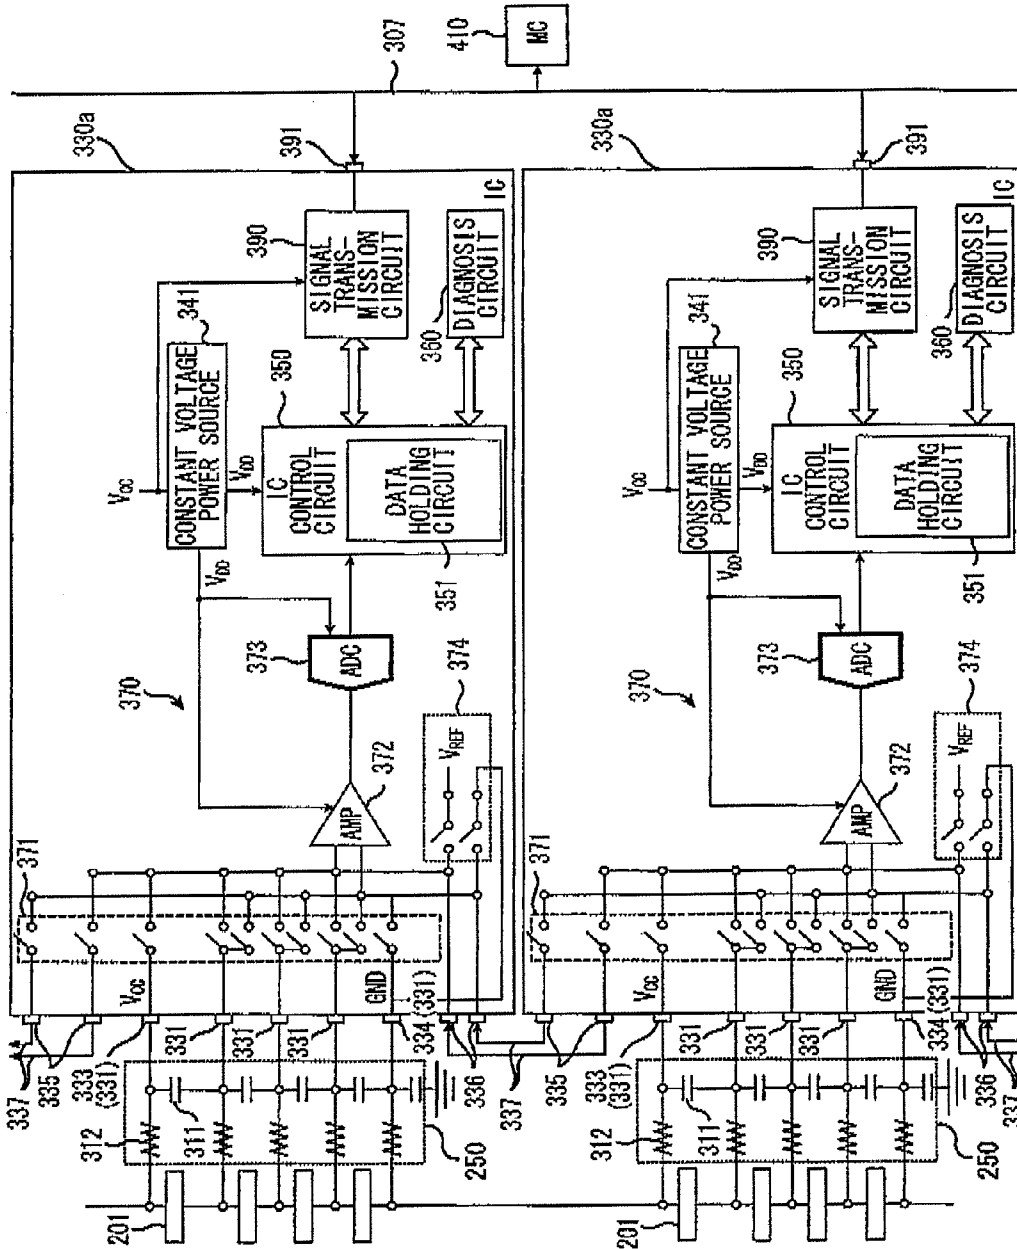 410
MC
307
330a
391
IC
390
SIGNAL
TRANS-
MISSION
CIRCUIT
360
DIAGNOSIS
CIRCUIT
341
CONSTANT VOLTAGE
POWER SOURCE
VCC
VDD
VDD
350
IC
CONTROL
CIRCUIT
DATA
HOLDING
CIRCUIT
351
373
ADC
370
374
VREF
372
AMP
371
VCC
GND
337
335
333
(331)
331
331
331
334 (331)
336
337
312
311
250
201
330a
391
IC
390
SIGNAL
TRANS-
MISSION
CIRCUIT
360
DIAGNOSIS
CIRCUIT
341
CONSTANT VOLTAGE
POWER SOURCE
VCC
VDD
VDD
350
IC
CONTROL
CIRCUIT
DATA
HOLDING
CIRCUIT
351
373
ADC
370
374
VREF
372
AMP
371
VCC
GND
335
333
(331)
331
331
331
334 (331)
336
337
312
311
250
201